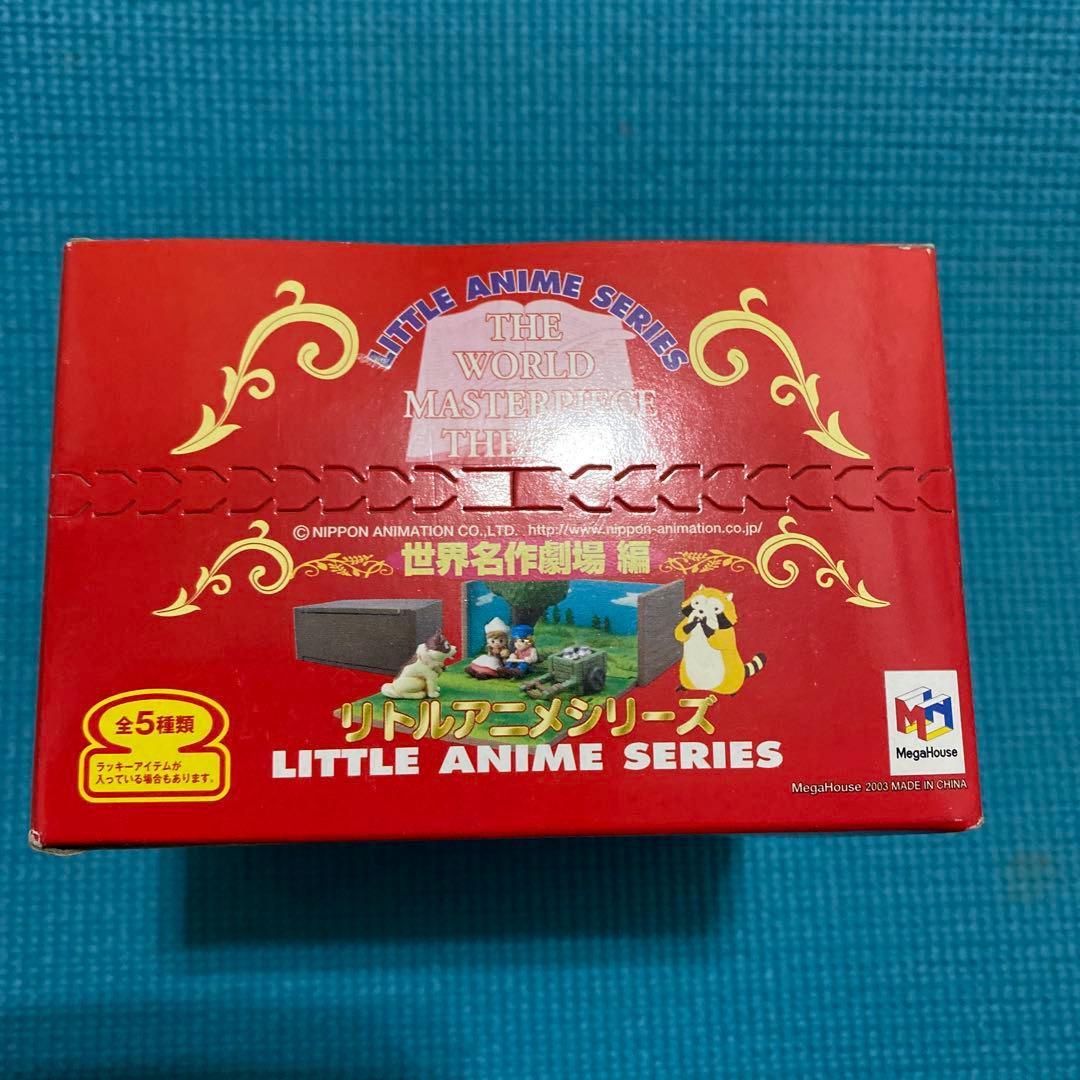 LITTLE ANIME SERIES
THE
WORLD
MASTERPIECE
© NIPPON ANIMATION CO.,LTD. http://www.nippon-animation.co.jp/
世界名作劇場 編
全5種類
ラッキーアイテムが
入っている場合もあります。
リトルアニメシリーズ
LITTLE ANIME SERIES
MegaHouse
MegaHouse 2003 MADE IN CHINA